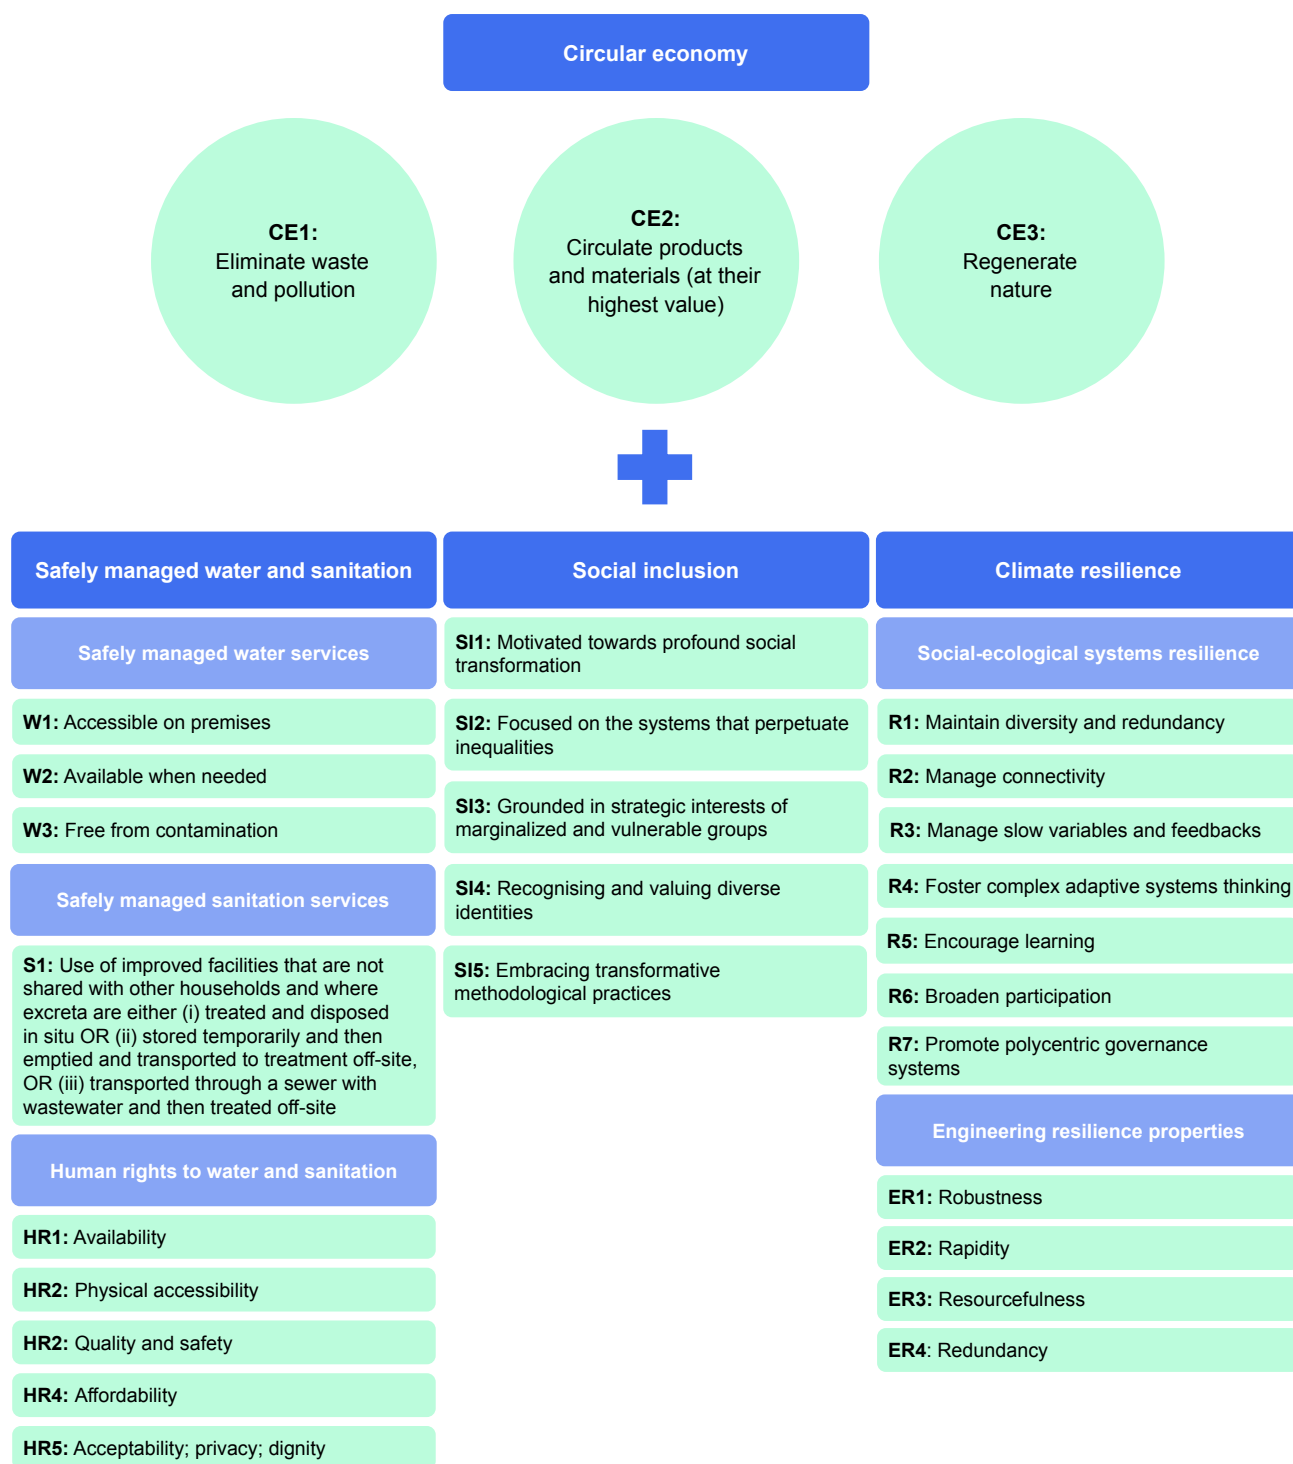 Circular economy
CE1:
Eliminate waste
and pollution
CE2:
Circulate products
and materials (at their
highest value)
CE3:
Regenerate
nature
Safely managed water and sanitation
Safely managed water services
W1: Accessible on premises
W2: Available when needed
W3: Free from contamination
Safely managed sanitation services
S1: Use of improved facilities that are not
shared with other households and where
excreta are either (i) treated and disposed
in situ OR (ii) stored temporarily and then
emptied and transported to treatment off-site,
OR (iii) transported through a sewer with
wastewater and then treated off-site
Human rights to water and sanitation
HR1: Availability
HR2: Physical accessibility
HR2: Quality and safety
HR4: Affordability
HR5: Acceptability; privacy; dignity
Social inclusion
SI1: Motivated towards profound social
transformation
SI2: Focused on the systems that perpetuate
inequalities
SI3: Grounded in strategic interests of
marginalized and vulnerable groups
SI4: Recognising and valuing diverse
identities
SI5: Embracing transformative
methodological practices
Climate resilience
Social-ecological systems resilience
R1: Maintain diversity and redundancy
R2: Manage connectivity
R3: Manage slow variables and feedbacks
R4: Foster complex adaptive systems thinking
R5: Encourage learning
R6: Broaden participation
R7: Promote polycentric governance
systems
Engineering resilience properties
ER1: Robustness
ER2: Rapidity
ER3: Resourcefulness
ER4: Redundancy